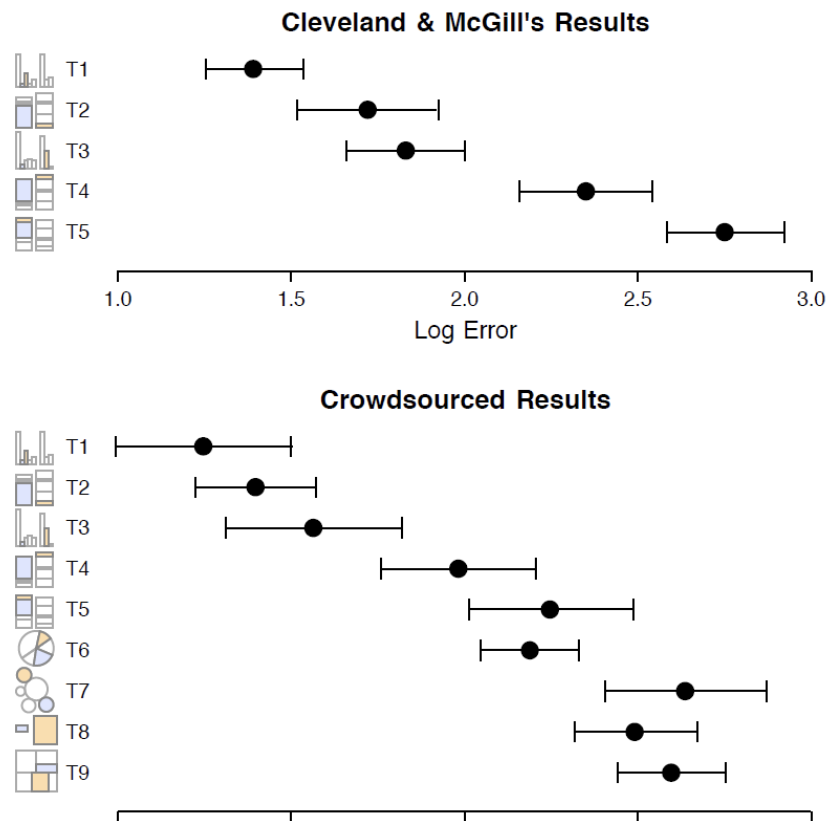 Cleveland & McGill's Results
T1
T2
T3
T4
T5
1.0 1.5 2.0 2.5 3.0
Log Error
Crowdsourced Results
T1
T2
T3
T4
T5
T6
T7
T8
T9